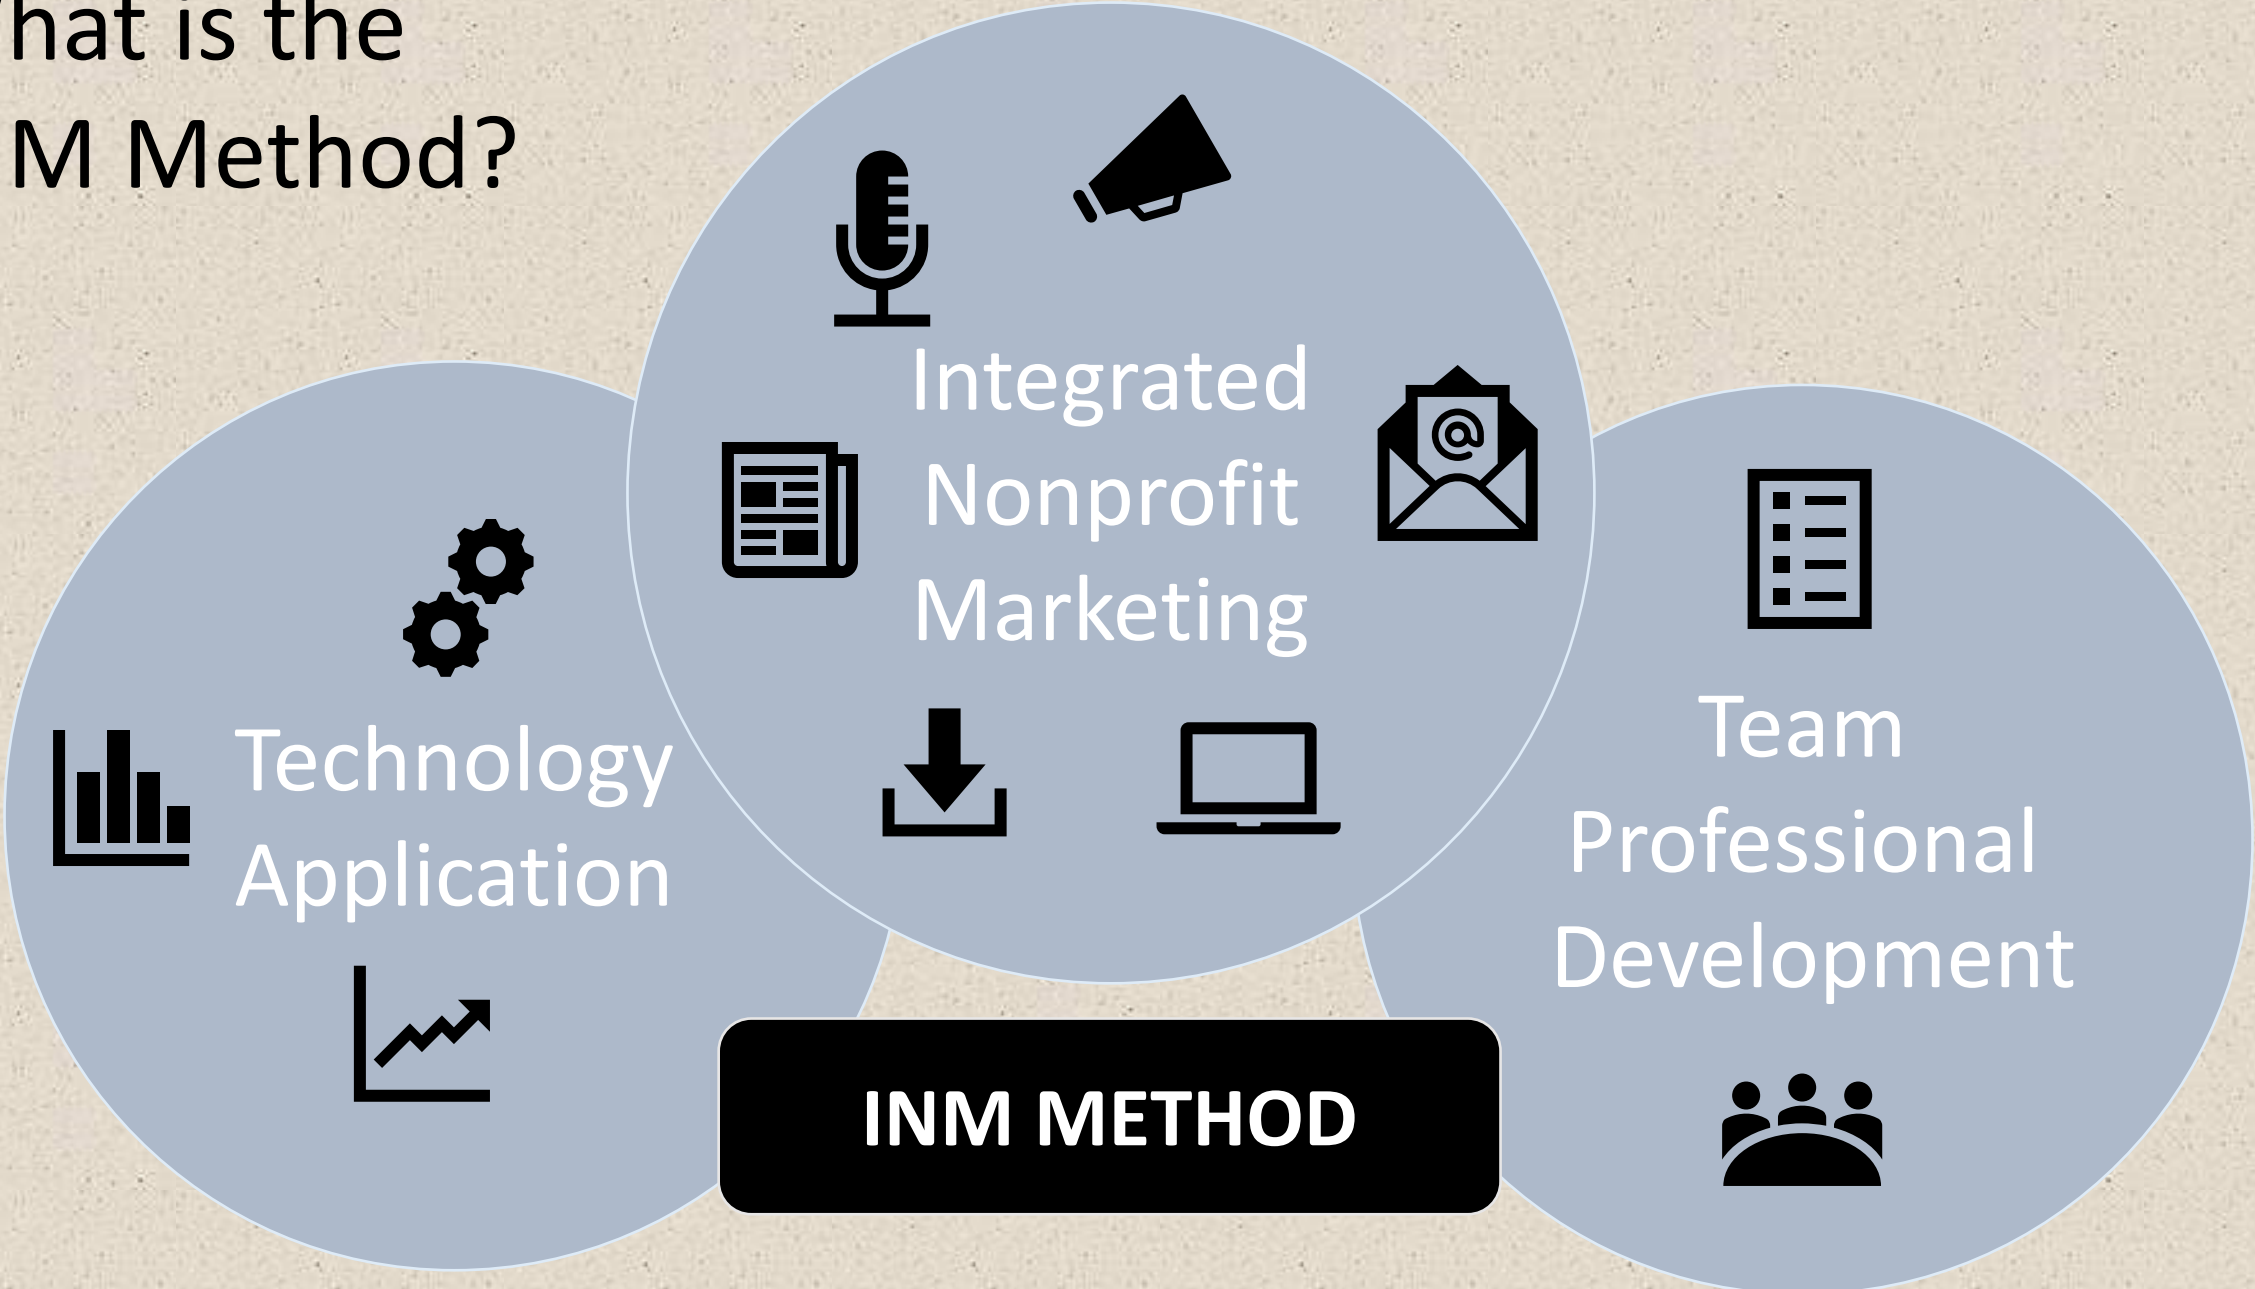 hat is the
M Method?
Integrated
Nonprofit
Marketing
@
Technology
Application
Team
Professional
Development
INM METHOD